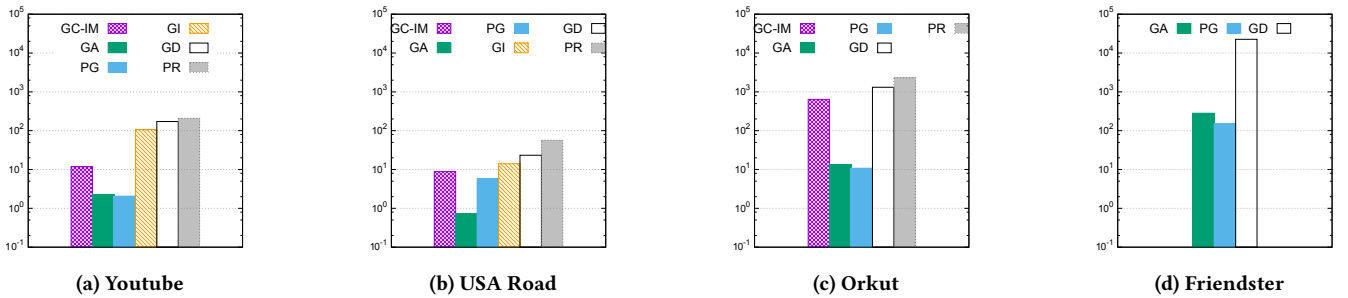 10^5
10^4
10^3
10^2
10^1
10^0
10^-1
GC-IM GI
GA GD
PG PR
(a) Youtube
10^5
10^4
10^3
10^2
10^1
10^0
10^-1
GC-IM PG GD
GA GI PR
(b) USA Road
10^5
10^4
10^3
10^2
10^1
10^0
10^-1
GC-IM PG PR
GA GD
(c) Orkut
10^5
10^4
10^3
10^2
10^1
10^0
10^-1
GA PG GD
(d) Friendster